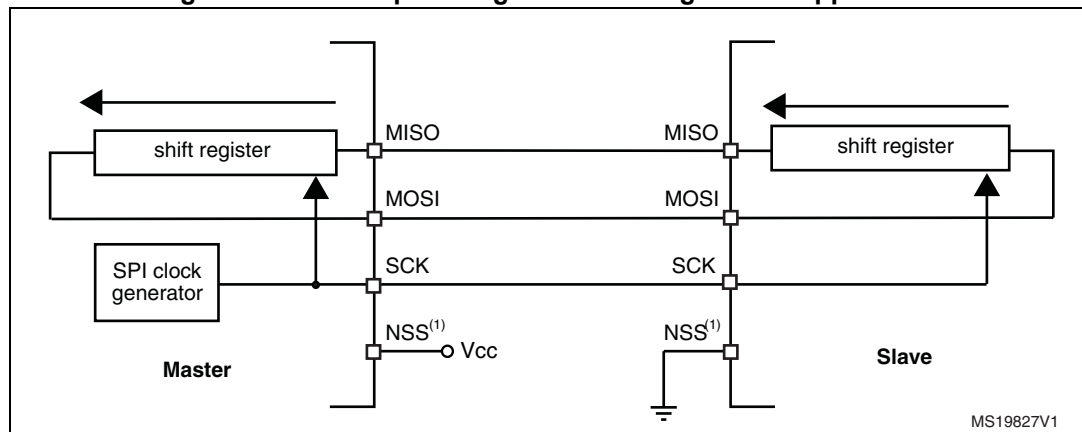 MISO
MISO
shift register
shift register
MOSI
MOSI
SPI clock
generator
SCK
SCK
NSS(1)
NSS(1)
Vcc
Master
Slave
MS19827V1